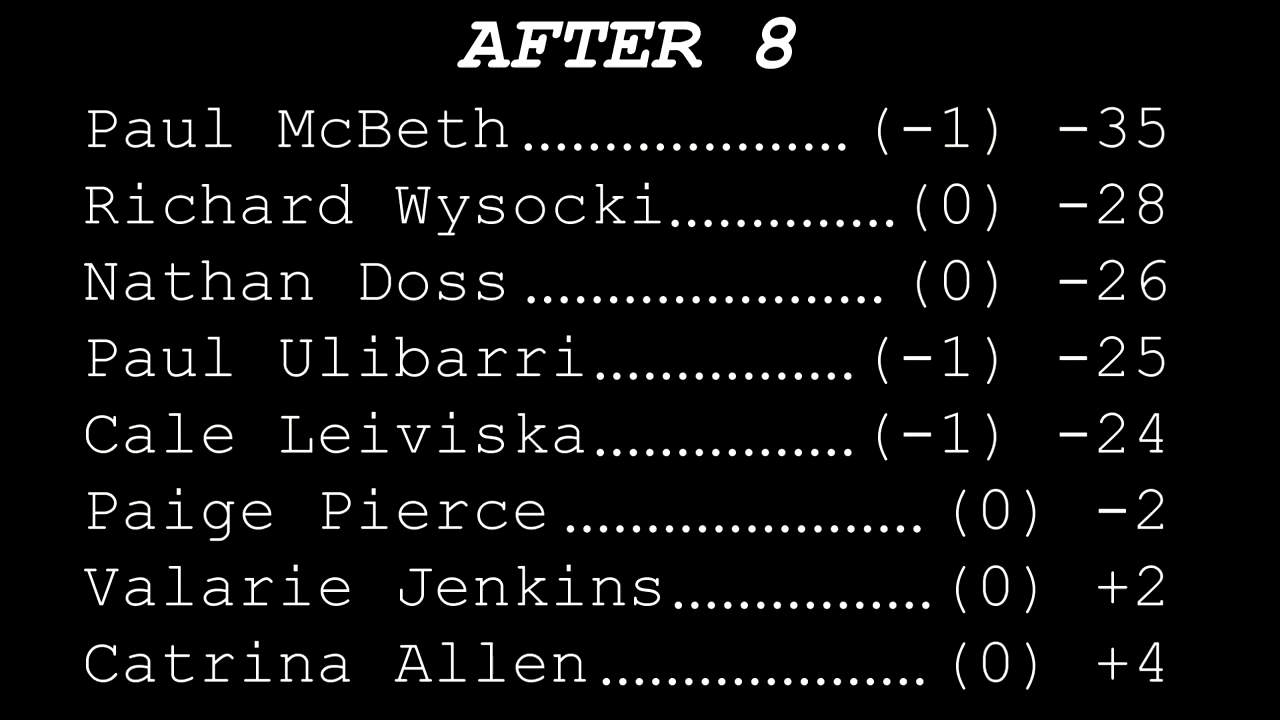 AFTER 8
Paul McBeth....................(-1) -35
Richard Wysocki..............(0) -28
Nathan Doss......................(0) -26
Paul Ulibarri................(-1) -25
Cale Leiviska................(-1) -24
Paige Pierce......................(0) -2
Valarie Jenkins................(0) +2
Catrina Allen....................(0) +4